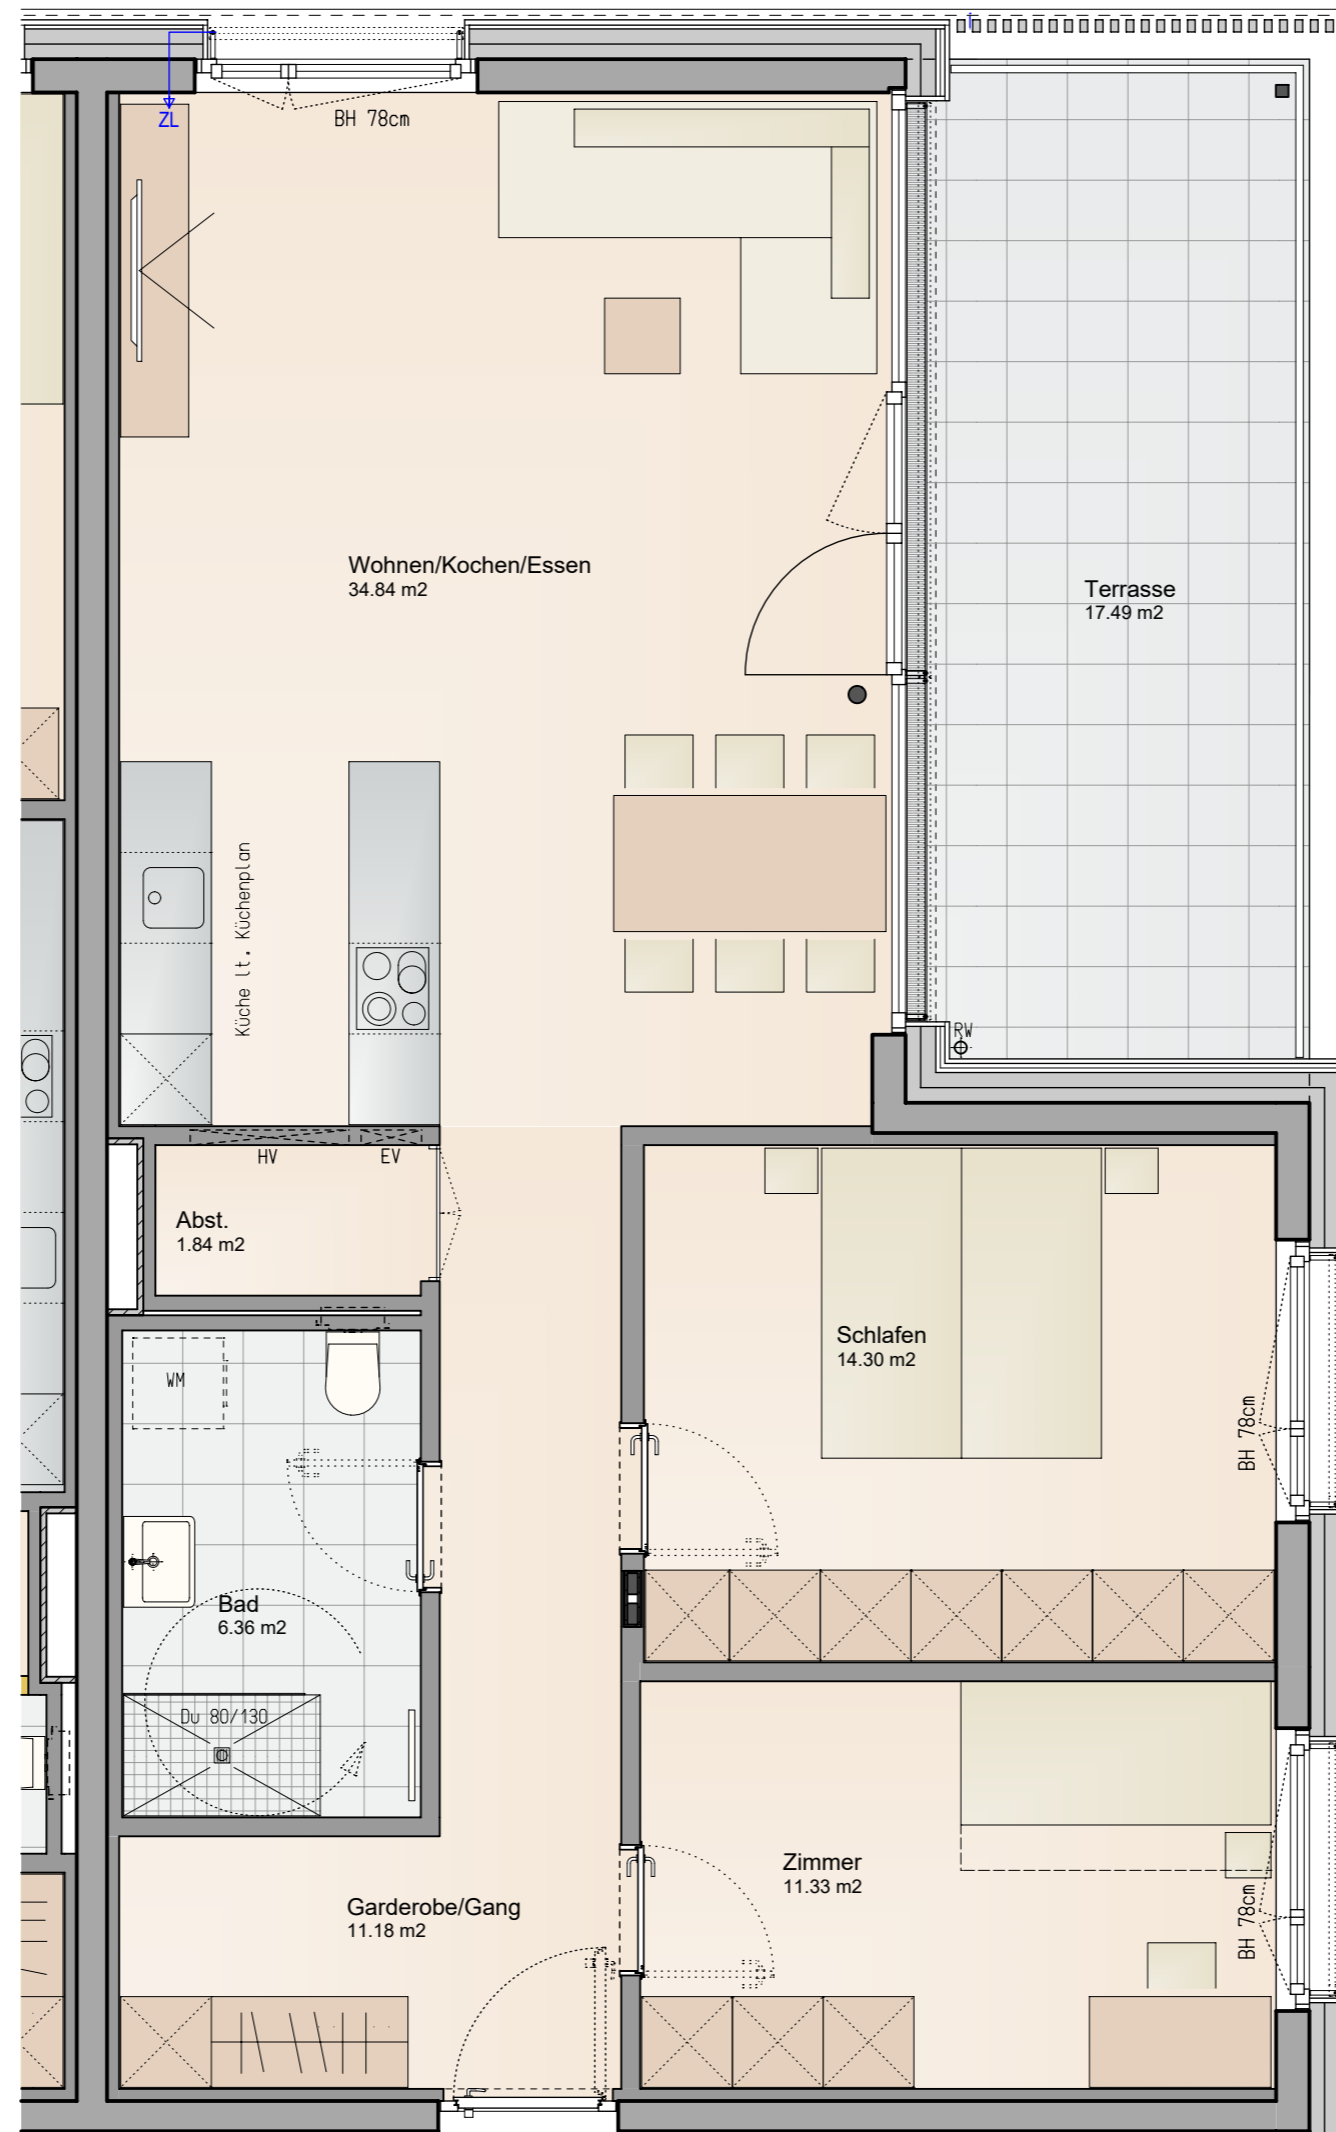 ZL
BH 78cm
Wohnen/Kochen/Essen
34.84 m2
Terrasse
17.49 m2
Küche lt. Küchenplan
RW
HV
EV
Abst.
1.84 m2
Schlafen
14.30 m2
WM
BH 78cm
Bad
6.36 m2
Du 80/130
Zimmer
11.33 m2
Garderobe/Gang
11.18 m2
BH 78cm